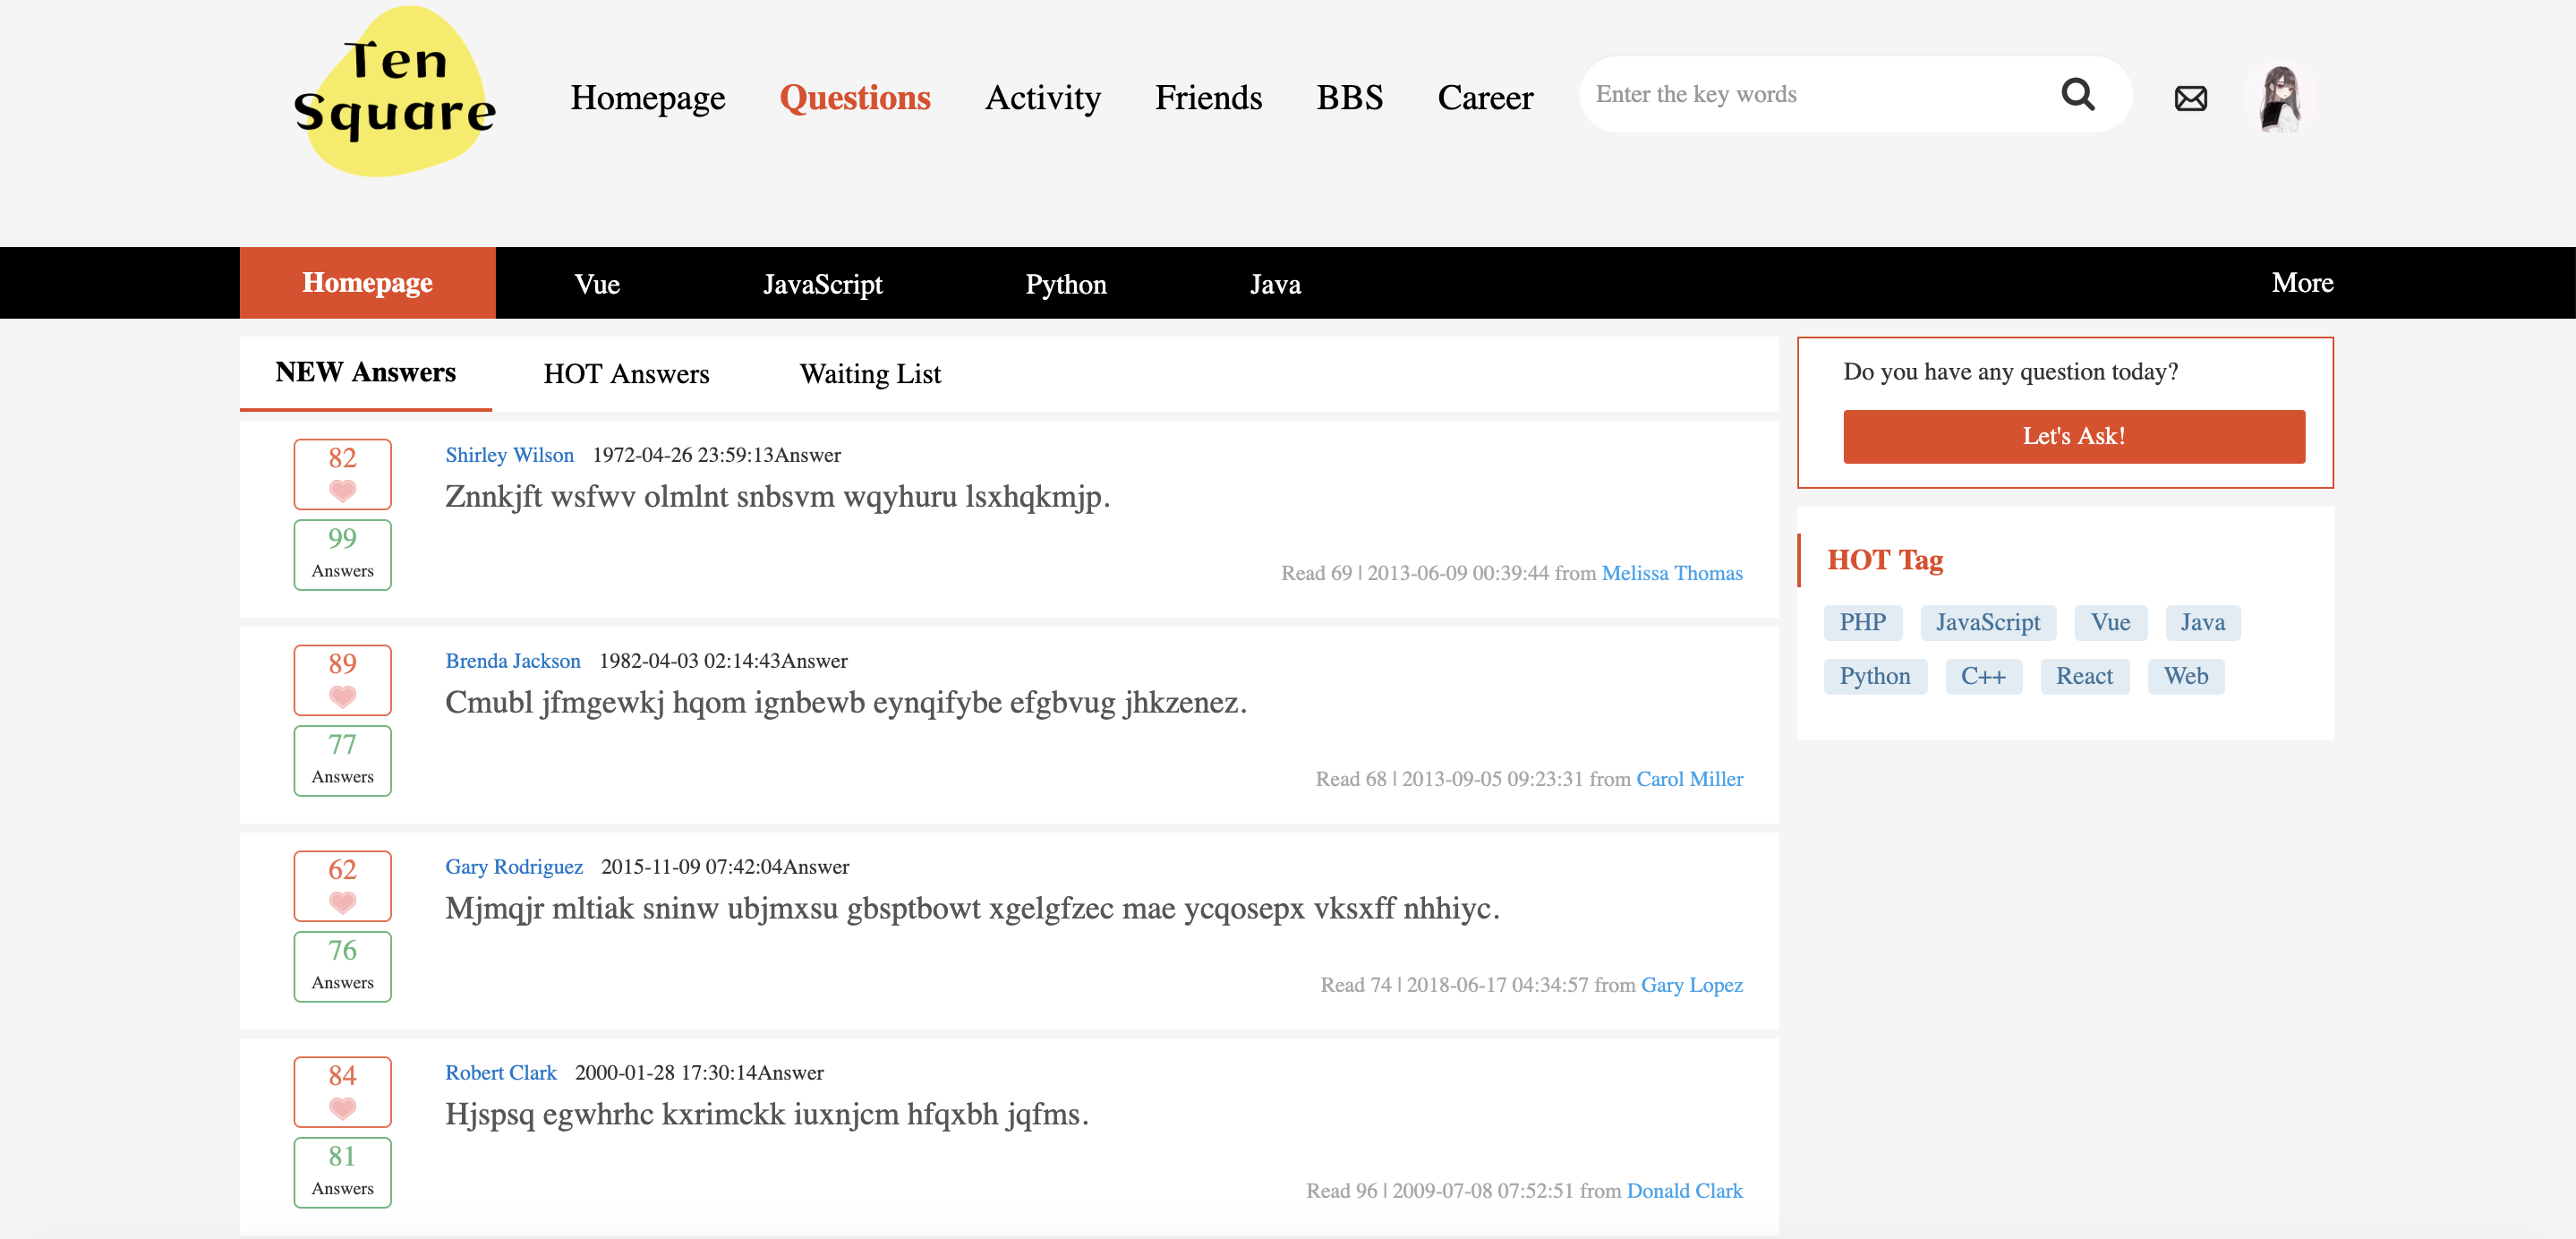 Ten
Square
Homepage Questions Activity Friends BBS Career Enter the key words
Homepage Vue JavaScript Python Java More
NEW Answers HOT Answers Waiting List
82
Shirley Wilson 1972-04-26 23:59:13Answer
Znnkjft wsfwv olmlnt snbsvm wqyhuru lsxhqkmjp.
99
Answers
Read 69 | 2013-06-09 00:39:44 from Melissa Thomas
89
Brenda Jackson 1982-04-03 02:14:43Answer
Cmubl jfmgewkj hqom ignbewb eynqifybe efgbvug jhkzenez.
77
Answers
Read 68 | 2013-09-05 09:23:31 from Carol Miller
62
Gary Rodriguez 2015-11-09 07:42:04Answer
Mjmqjr mltiak sninw ubjmxsu gbsptbowt xgelgfzec mae ycqosepx vksxff nhhiyc.
76
Answers
Read 74 | 2018-06-17 04:34:57 from Gary Lopez
84
Robert Clark 2000-01-28 17:30:14Answer
Hjspsq egwhrhc kxrimckk iuxnjcm hfqxbh jqfms.
81
Answers
Read 96 | 2009-07-08 07:52:51 from Donald Clark
Do you have any question today?
Let's Ask!
HOT Tag
PHP JavaScript Vue Java
Python C++ React Web